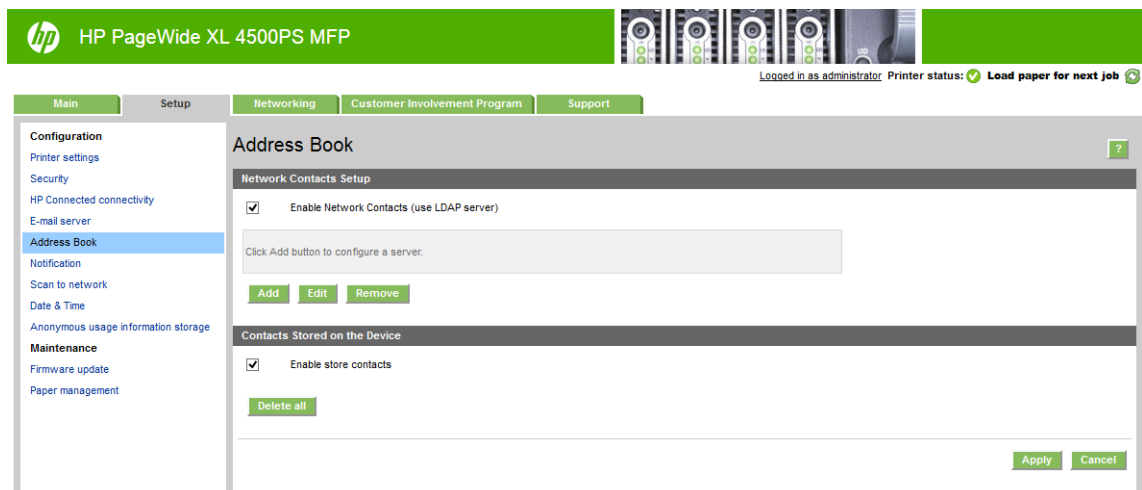 hp HP PageWide XL 4500PS MFP
Logged in as administrator Printer status: Load paper for next job
Main Setup Networking Customer Involvement Program Support
Configuration
Printer settings
Security
HP Connected connectivity
E-mail server
Address Book
Notification
Scan to network
Date & Time
Anonymous usage information storage
Maintenance
Firmware update
Paper management
Address Book
?
Network Contacts Setup
Enable Network Contacts (use LDAP server)
Click Add button to configure a server.
Add Edit Remove
Contacts Stored on the Device
Enable store contacts
Delete all
Apply Cancel